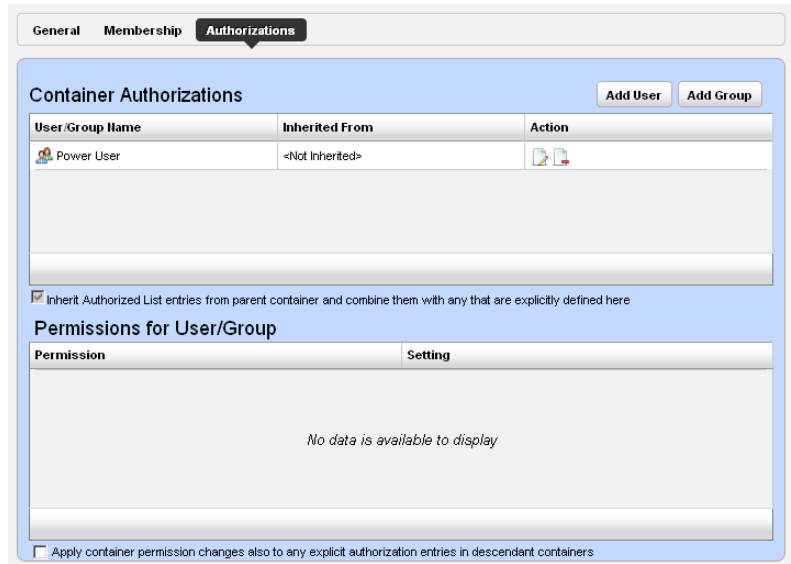 General Membership Authorizations
Container Authorizations Add User Add Group
User/Group Name Inherited From Action
Power User <Not Inherited>
Inherit Authorized List entries from parent container and combine them with any that are explicitly defined here
Permissions for User/Group
Permission Setting
No data is available to display
Apply container permission changes also to any explicit authorization entries in descendant containers